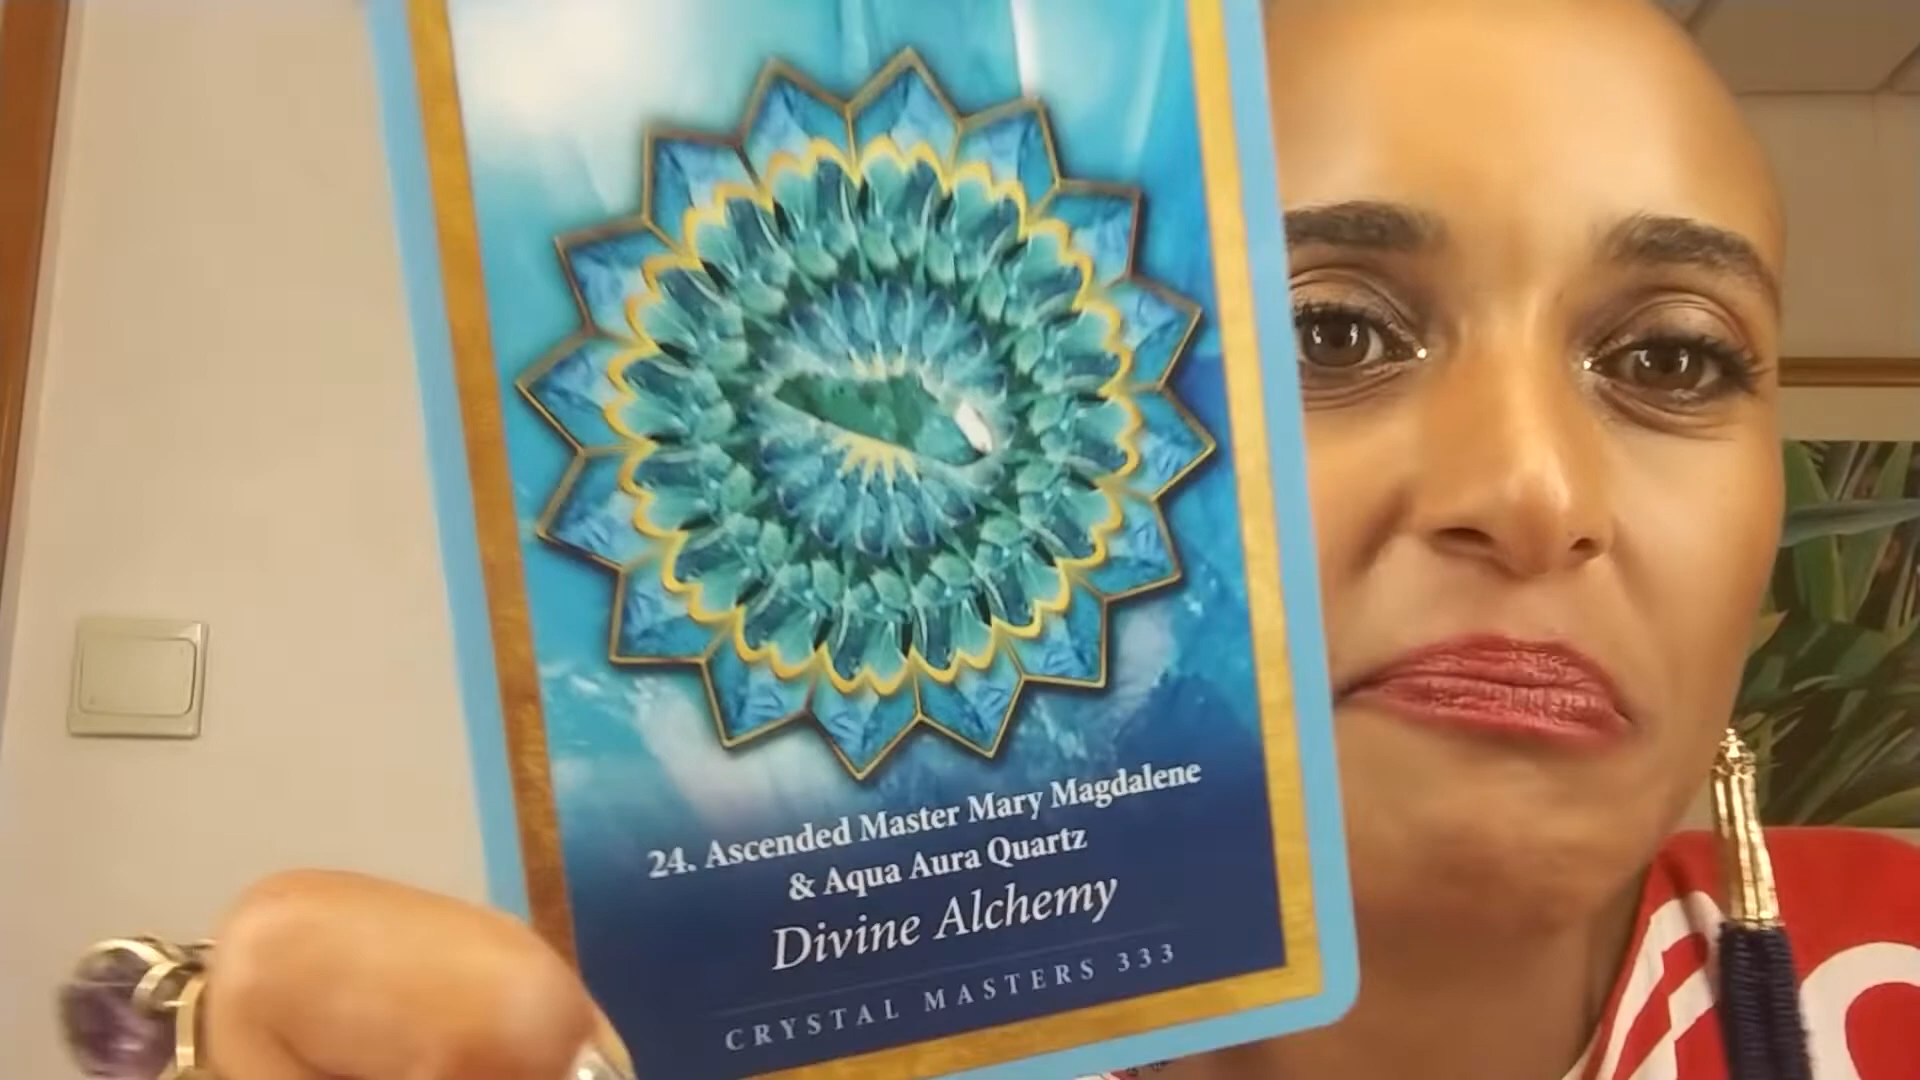 24. Ascended Master Mary Magdalene
& Aqua Aura Quartz
Divine Alchemy
CRYSTAL MASTERS 333